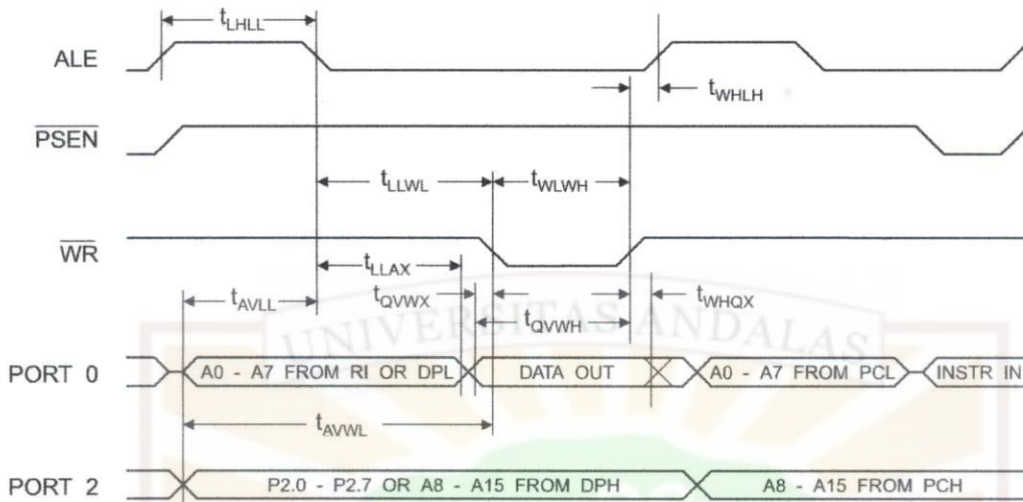 tLHLL
ALE
tWHLH
PSEN
tLLWL
tWLWH
WR
tLLAX
tAVLL
tQVWX
tWHQX
tQVWH
UNIVERSITAS ANDALAS
PORT 0
A0 - A7 FROM RI OR DPL
DATA OUT
A0 - A7 FROM PCL
INSTR IN
tAVWL
PORT 2
P2.0 - P2.7 OR A8 - A15 FROM DPH
A8 - A15 FROM PCH